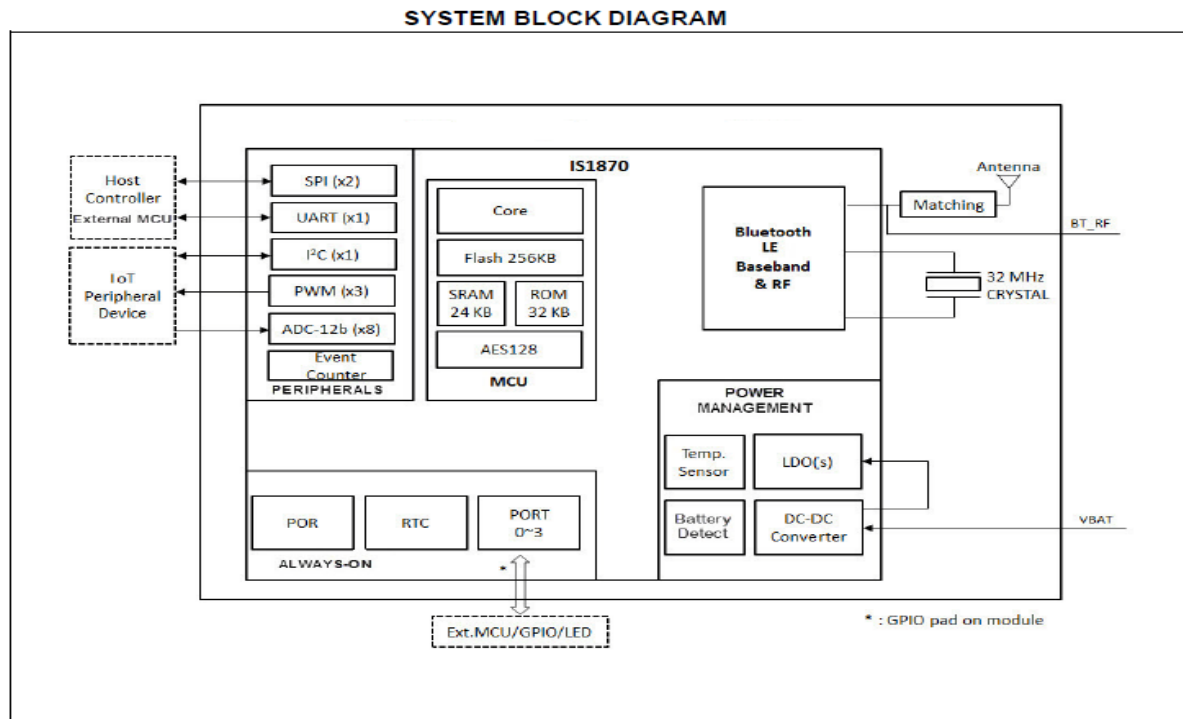 SYSTEM BLOCK DIAGRAM
IS1870
Host
Controller
External MCU
IoT
Peripheral
Device
SPI (x2)
UART (x1)
I²C (x1)
PWM (x3)
ADC-12b (x8)
Event
Counter
PERIPHERALS
Core
Flash 256KB
SRAM
24 KB
ROM
32 KB
AES128
MCU
Bluetooth
LE
Baseband
& RF
Antenna
Matching
BT_RF
32 MHz
CRYSTAL
POWER
MANAGEMENT
Temp.
Sensor
LDO(s)
Battery
Detect
DC-DC
Converter
VBAT
POR
RTC
PORT
0~3
ALWAYS-ON
*
Ext.MCU/GPIO/LED
* : GPIO pad on module